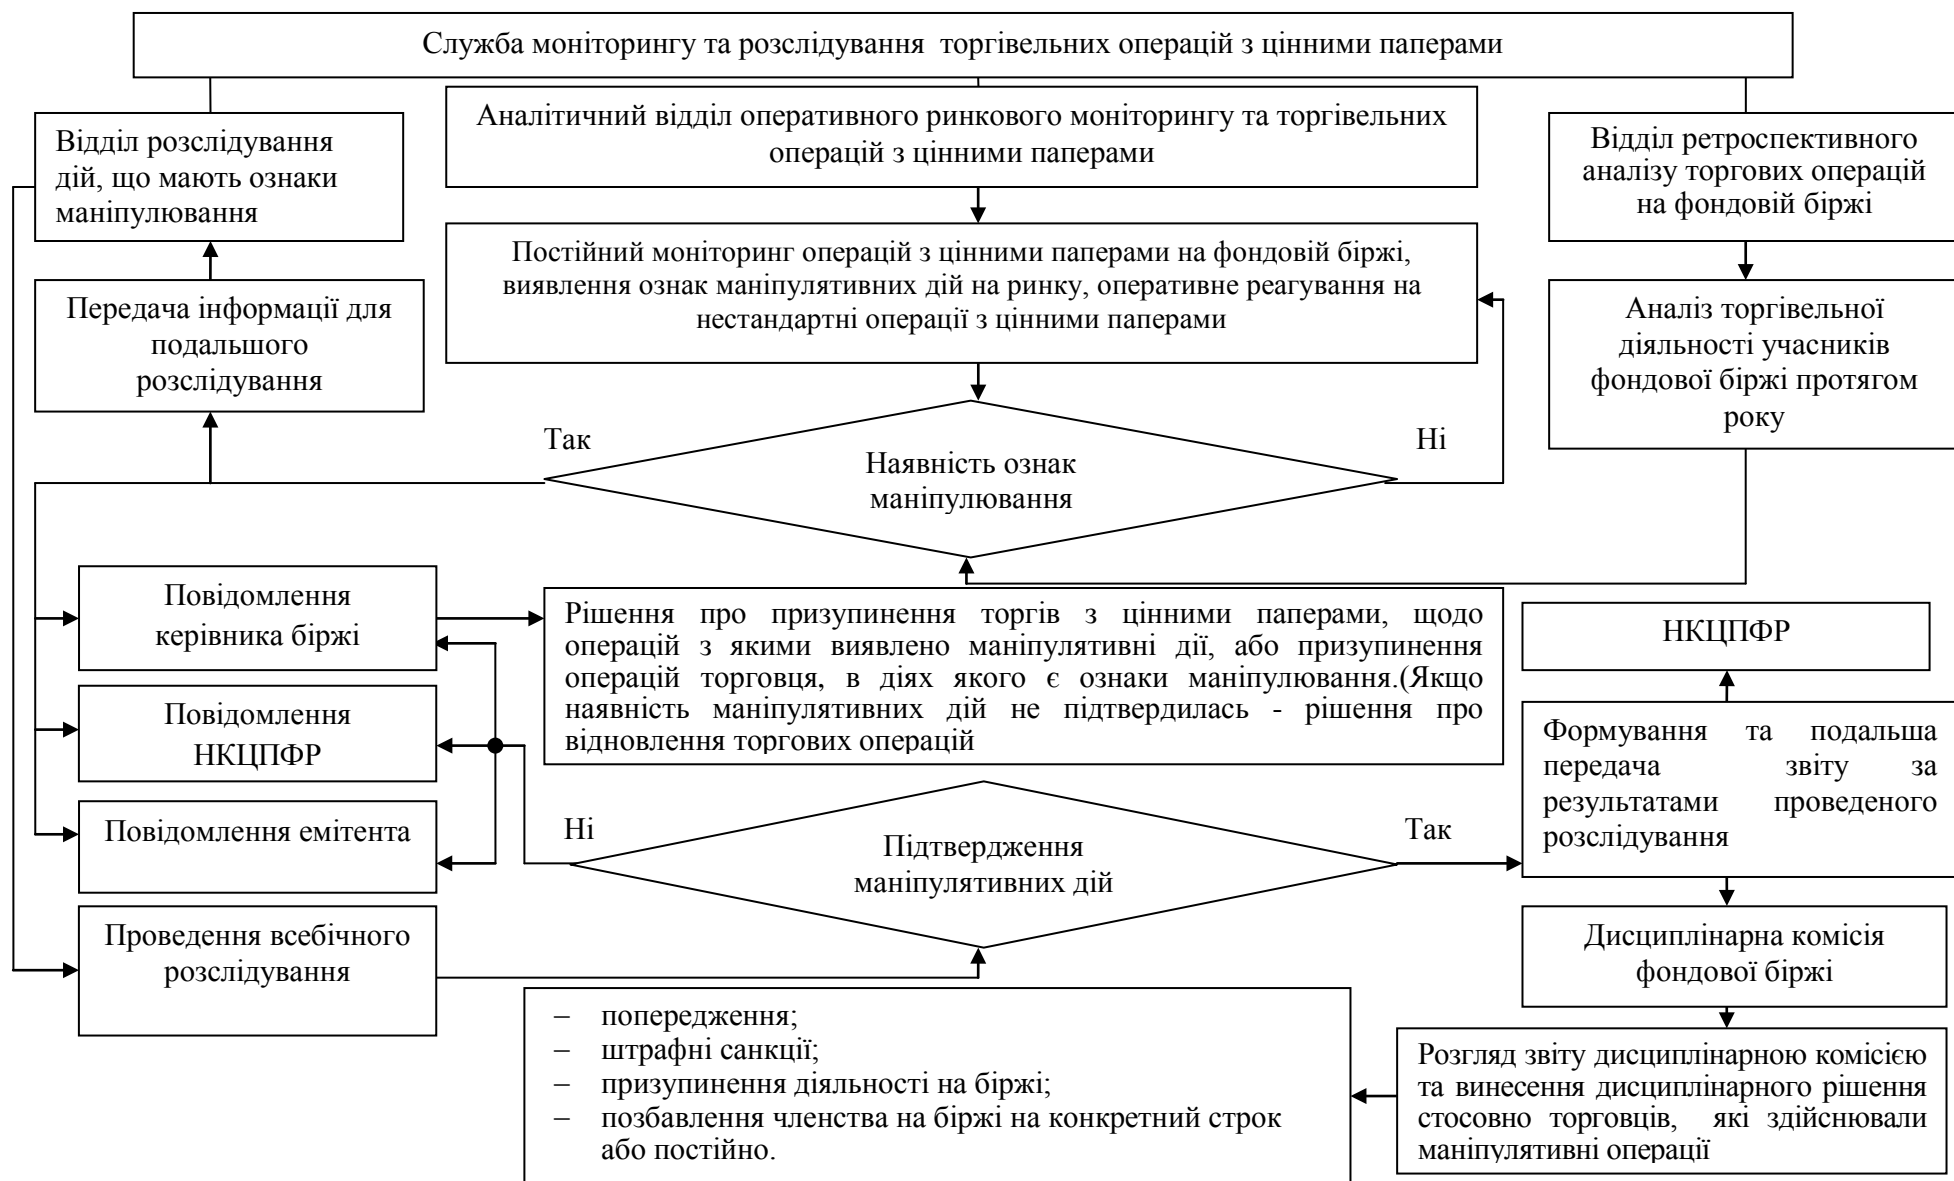 Служба моніторингу та розслідування торгівельних операцій з цінними паперами
Відділ розслідування
дій, що мають ознаки
маніпулювання
Аналітичний відділ оперативного ринкового моніторингу та торгівельних
операцій з цінними паперами
Відділ ретроспективного
аналізу торгових операцій
на фондовій біржі
Передача інформації для
подальшого
розслідування
Постійний моніторинг операцій з цінними паперами на фондовій біржі,
виявлення ознак маніпулятивних дій на ринку, оперативне реагування на
нестандартні операції з цінними паперами
Аналіз торгівельної
діяльності учасників
фондової біржі протягом
року
Так
Ні
Наявність ознак
маніпулювання
Повідомлення
керівника біржі
Рішення про призупинення торгів з цінними паперами, щодо
операцій з якими виявлено маніпулятивні дії, або призупинення
операцій торговця, в діях якого є ознаки маніпулювання.(Якщо
наявність маніпулятивних дій не підтвердилась - рішення про
відновлення торгових операцій
НКЦПФР
Повідомлення
НКЦПФР
Формування та подальша
передача звіту за
результатами проведеного
розслідування
Повідомлення емітента
Ні
Так
Підтвердження
маніпулятивних дій
Проведення всебічного
розслідування
Дисциплінарна комісія
фондової біржі
– попередження;
– штрафні санкції;
– призупинення діяльності на біржі;
– позбавлення членства на біржі на конкретний строк
або постійно.
Розгляд звіту дисциплінарною комісією
та винесення дисциплінарного рішення
стосовно торговців, які здійснювали
маніпулятивні операції